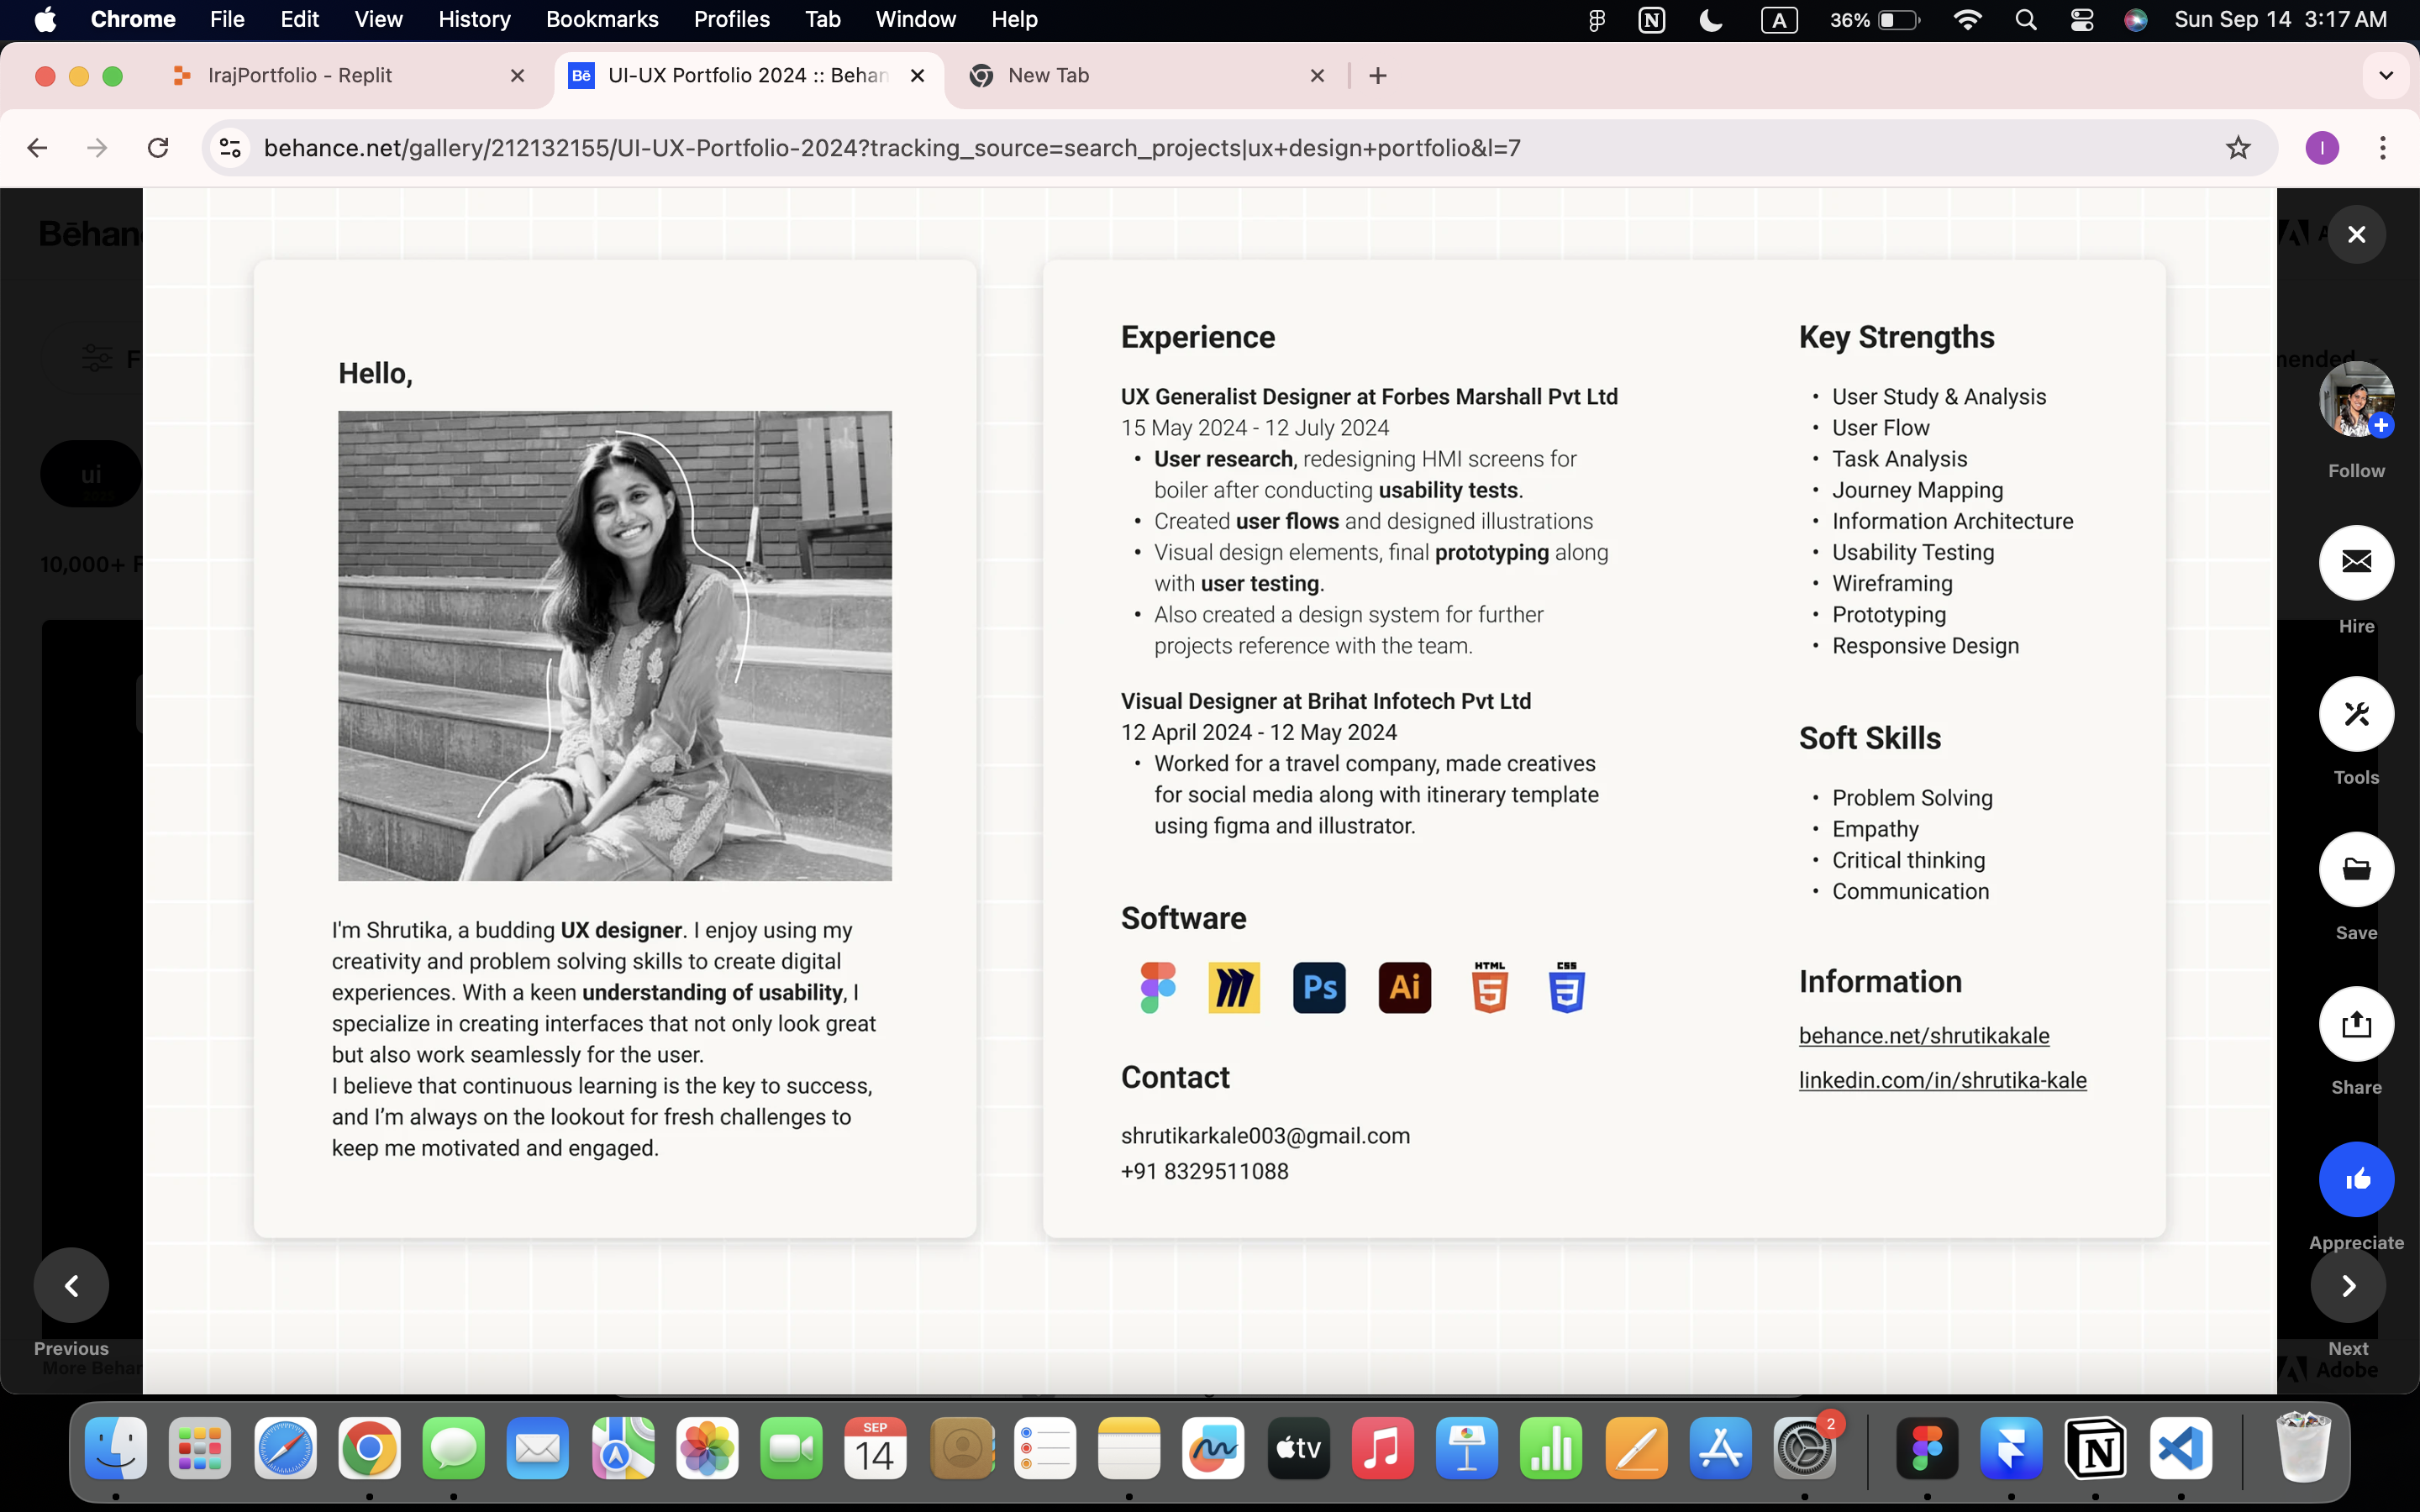 Chrome File Edit View History Bookmarks Profiles Tab Window Help
A 36% Sun Sep 14 3:17 AM
IrajPortfolio - Replit
Bē UI-UX Portfolio 2024 :: Behan
New Tab
behance.net/gallery/212132155/UI-UX-Portfolio-2024?tracking_source=search_projects|ux+design+portfolio&l=7
I
Bēhan
F
ui
10,000+ F
Hello,
I'm Shrutika, a budding UX designer. I enjoy using my
creativity and problem solving skills to create digital
experiences. With a keen understanding of usability, I
specialize in creating interfaces that not only look great
but also work seamlessly for the user.
I believe that continuous learning is the key to success,
and I'm always on the lookout for fresh challenges to
keep me motivated and engaged.
Experience
UX Generalist Designer at Forbes Marshall Pvt Ltd
15 May 2024 - 12 July 2024
• User research, redesigning HMI screens for
boiler after conducting usability tests.
• Created user flows and designed illustrations
• Visual design elements, final prototyping along
with user testing.
• Also created a design system for further
projects reference with the team.
Visual Designer at Brihat Infotech Pvt Ltd
12 April 2024 - 12 May 2024
• Worked for a travel company, made creatives
for social media along with itinerary template
using figma and illustrator.
Software
Ps Ai HTML 5 CSS 3
Contact
shrutikarkale003@gmail.com
+91 8329511088
Key Strengths
• User Study & Analysis
• User Flow
• Task Analysis
• Journey Mapping
• Information Architecture
• Usability Testing
• Wireframing
• Prototyping
• Responsive Design
Soft Skills
• Problem Solving
• Empathy
• Critical thinking
• Communication
Information
behance.net/shrutikakale
linkedin.com/in/shrutika-kale
mended
Follow
Hire
Tools
Save
Share
Appreciate
Previous
Next
More Behan
Adobe
SEP
14
tv
2
N